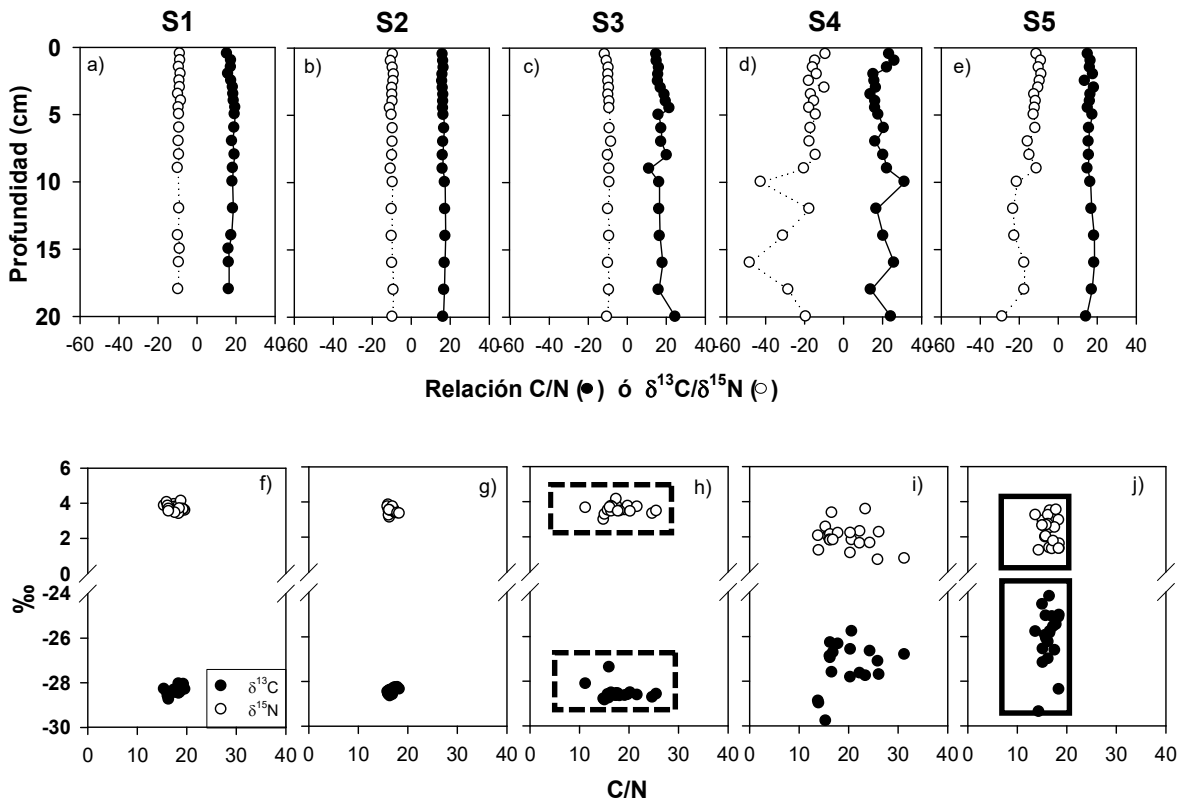 S1 S2 S3 S4 S5
a) b) c) d) e)
Profundidad (cm)
0
5
10
15
20
-60 -40 -20 0 20 40
-60 -40 -20 0 20 40
-60 -40 -20 0 20 40
-60 -40 -20 0 20 40
-60 -40 -20 0 20 40
Relación C/N (●) ó δ¹³C/δ¹⁵N (○)
f) g) h) i) j)
‰
6
4
2
0
-24
-26
-28
-30
δ¹³C
δ¹⁵N
0 10 20 30 40
0 10 20 30 40
0 10 20 30 40
0 10 20 30 40
0 10 20 30 40
C/N